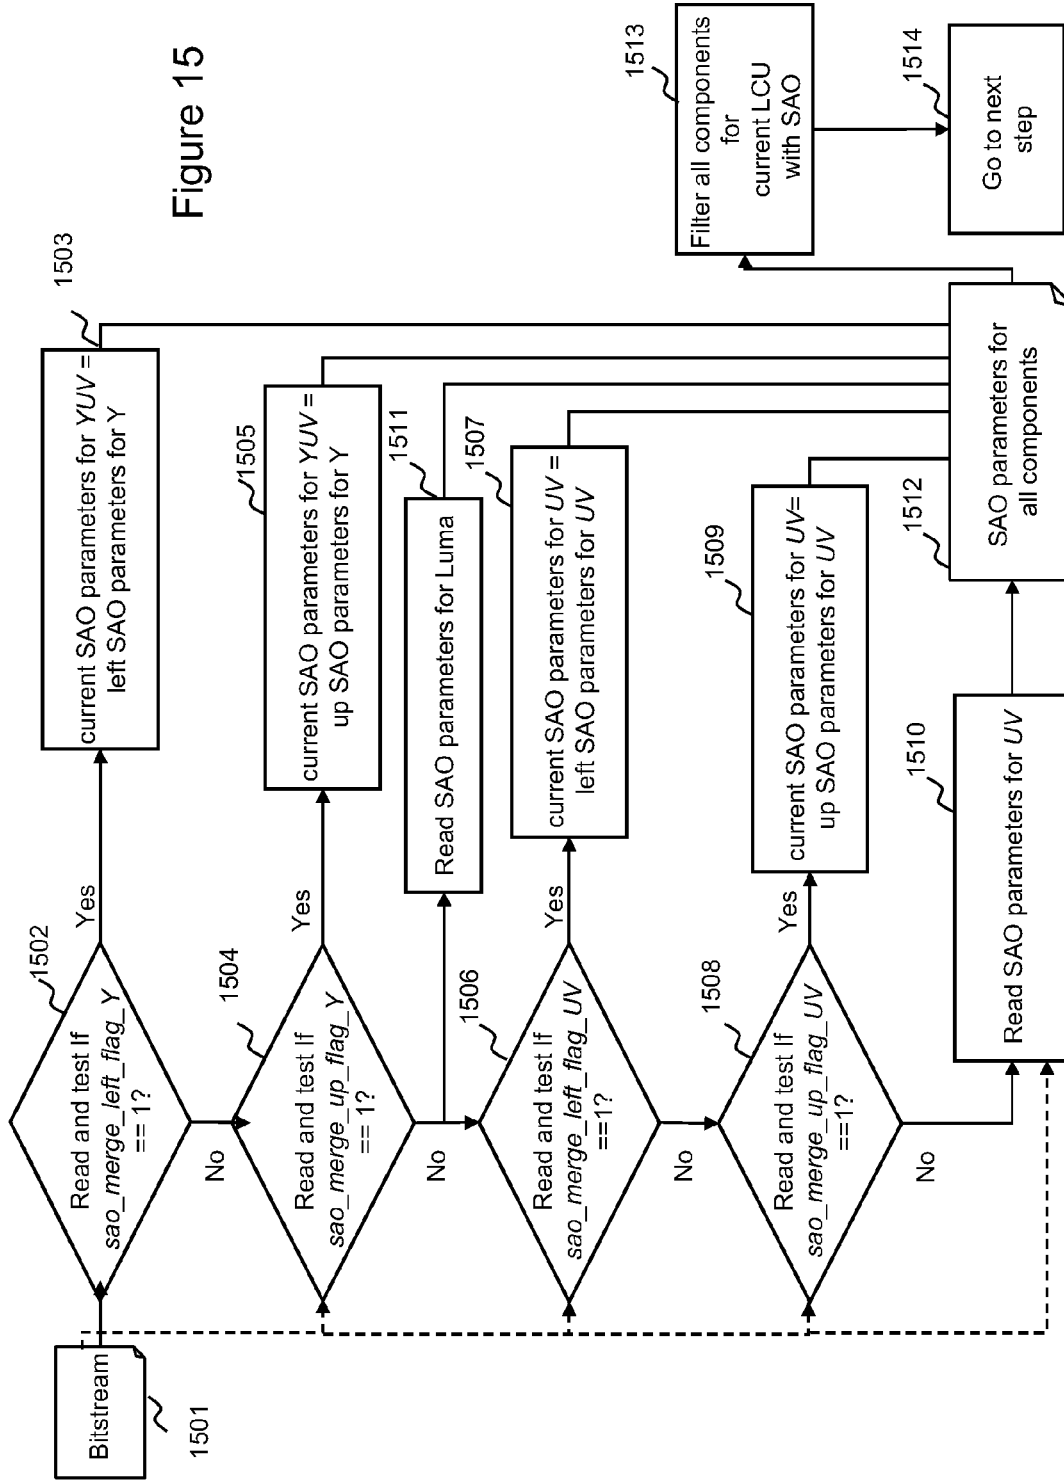 Figure 15
Bitstream
1501
Read and test If
sao_merge_left_flag_Y
== 1?
1502
Yes
No
current SAO parameters for YUV =
left SAO parameters for Y
1503
Read and test If
sao_merge_up_flag_Y
== 1?
1504
Yes
No
current SAO parameters for YUV =
up SAO parameters for Y
1505
Read SAO parameters for Luma
1511
Read and test If
sao_merge_left_flag_UV
==1?
1506
Yes
No
current SAO parameters for UV =
left SAO parameters for UV
1507
Read and test If
sao_merge_up_flag_UV
==1?
1508
Yes
No
current SAO parameters for UV=
up SAO parameters for UV
1509
Read SAO parameters for UV
1510
SAO parameters for
all components
1512
Filter all components
for
current LCU
with SAO
1513
Go to next
step
1514